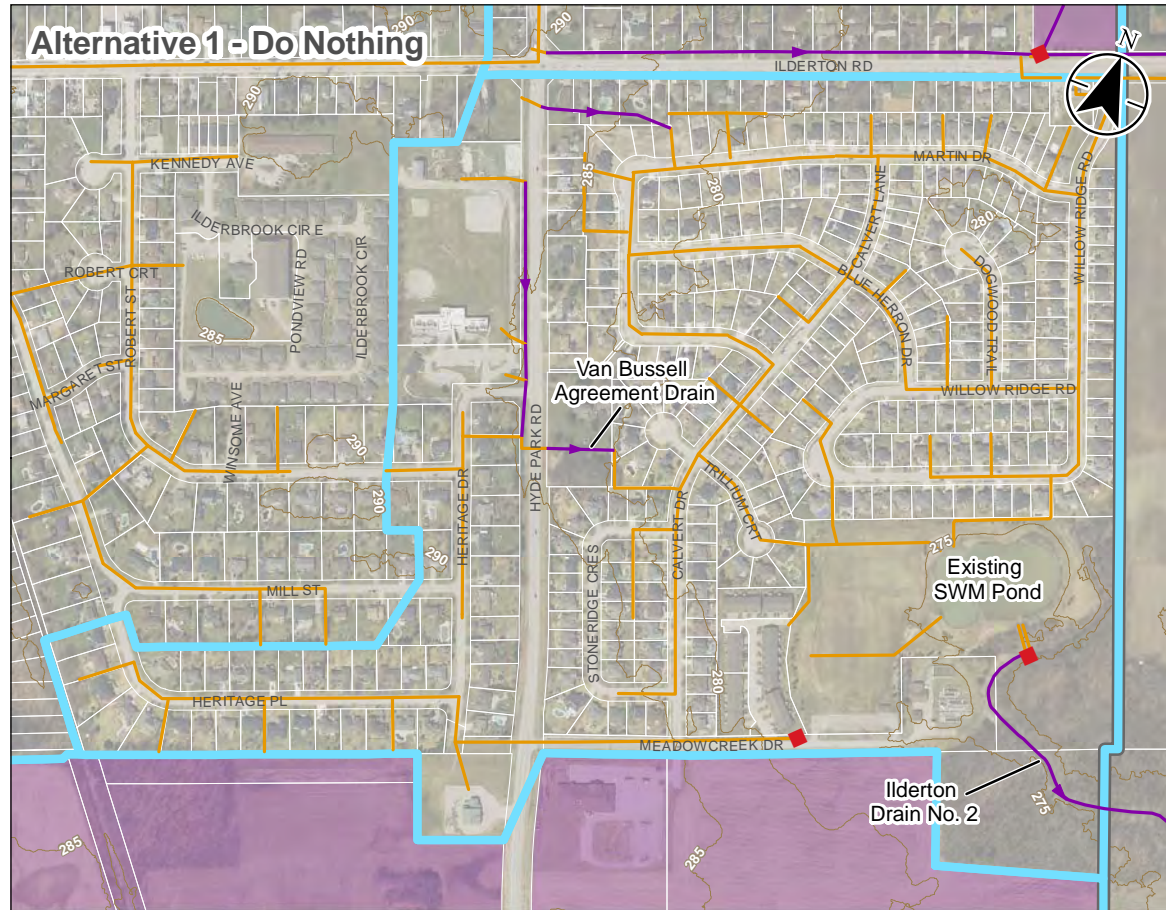 Alternative 1 - Do Nothing
290
290
N
ILDERTON RD
290
KENNEDY AVE
285
MARTIN DR
280
WILLOW RIDGE RD
CALVERT LANE
ILDERBROOK CIR E
280
DOGWOOD TRAIL
ROBERT CRT
PONDVIEW RD
ILDERBROOK CIR
BLUE HERRON DR
ROBERT ST
285
MARGARET ST
Van Bussell
Agreement Drain
WILLOW RIDGE RD
WINSOME AVE
290
HYDE PARK RD
TRILLIUM CRT
290
HERITAGE DR
CALVERT DR
290
275
Existing
SWM Pond
MILL ST
STONERIDGE CRES
280
HERITAGE PL
MEADOWCREEK DR
Ilderton
Drain No. 2
275
285
285